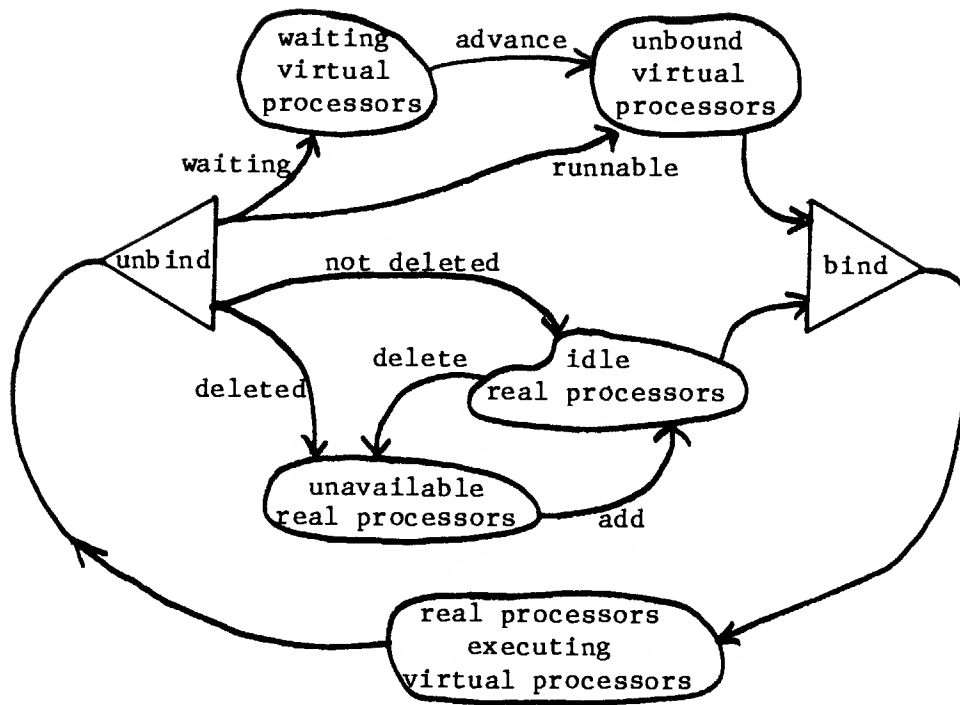 waiting
virtual
processors
advance
unbound
virtual
processors
waiting
runnable
unbind
not deleted
bind
delete
idle
real processors
deleted
unavailable
real processors
add
real processors
executing
virtual processors